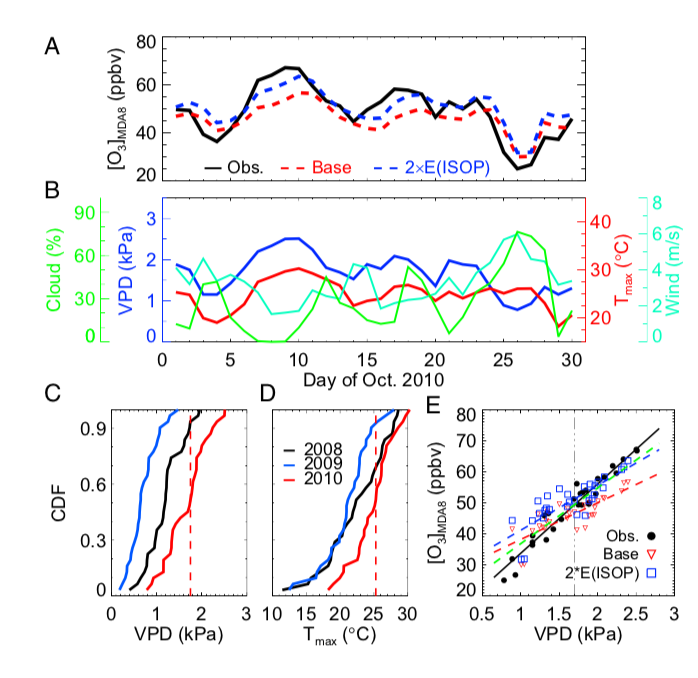 A
[O3]MDA8 (ppbv)
80
60
40
20
Obs. Base 2×E(ISOP)
B
Cloud (%)
90
60
30
0
VPD (kPa)
3
2
1
0
40
30
20
Tmax (°C)
8
6
4
2
0
Wind (m/s)
0 5 10 15 20 25 30
Day of Oct. 2010
C
CDF
0.9
0.6
0.3
0
0 1 2 3
VPD (kPa)
D
2008
2009
2010
10 15 20 25 30
Tmax (°C)
E
[O3]MDA8 (ppbv)
80
70
60
50
40
30
20
Obs.
Base
2*E(ISOP)
0.5 1 1.5 2 2.5 3
VPD (kPa)